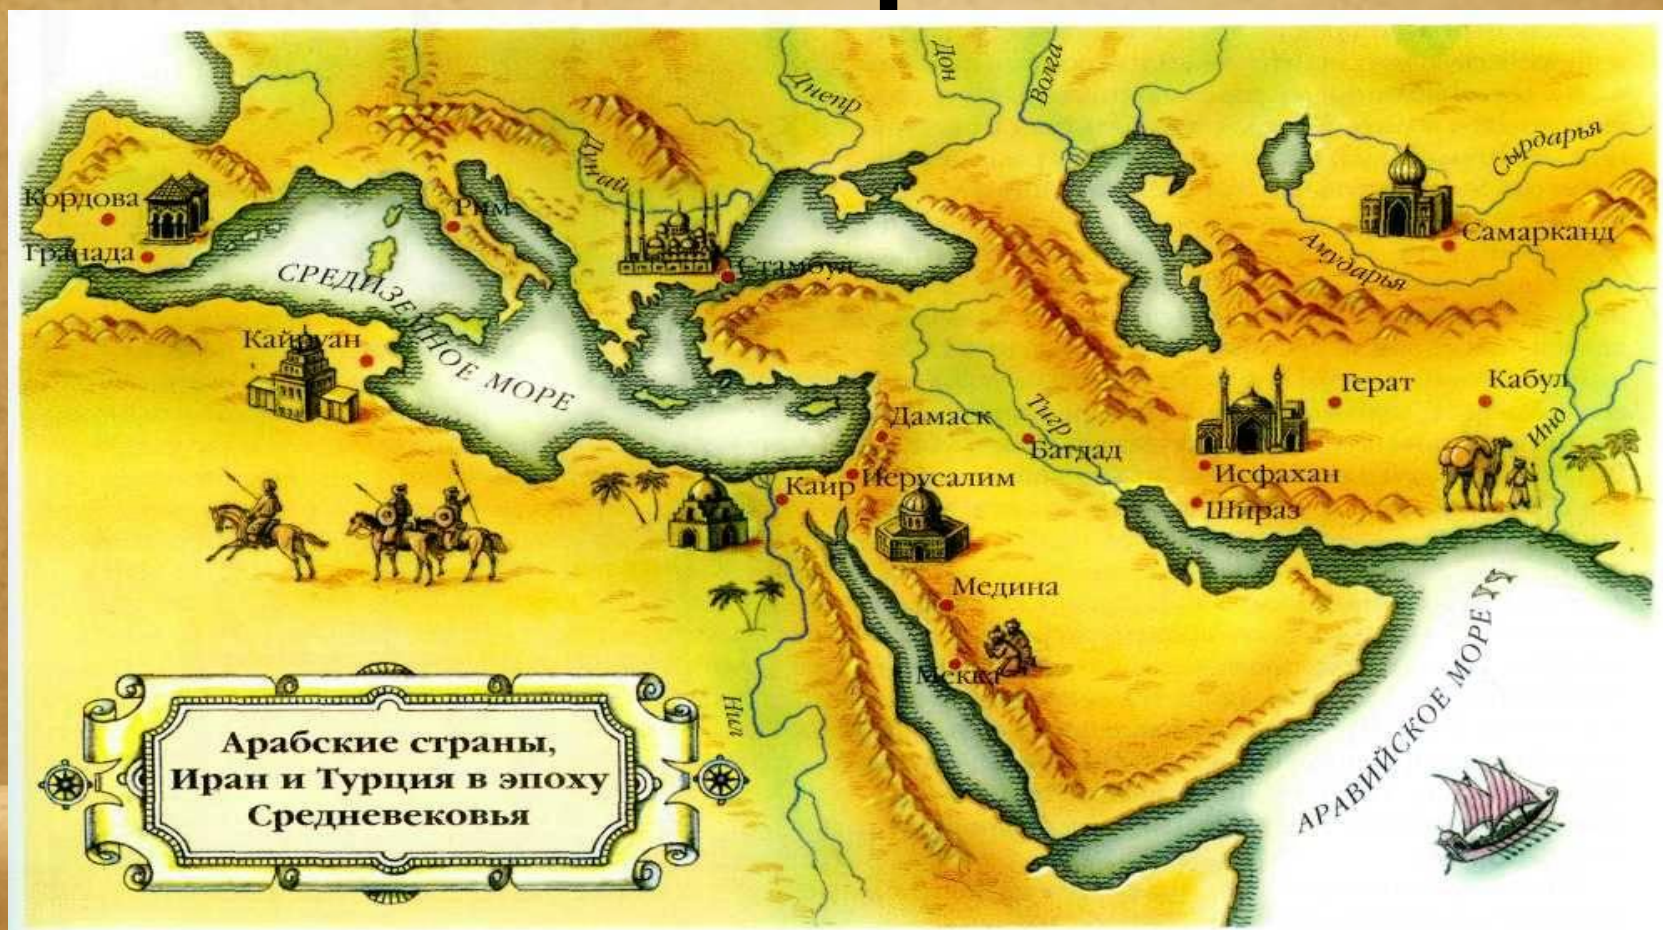 Днепр
Дон
Волга
Дунай
Сырдарья
Кордова
Рим
Гранада
Стамбул
Самарканд
Амударья
СРЕДИЗЕМНОЕ МОРЕ
Кайруан
Герат
Кабул
Дамаск
Тигр
Багдад
Инд
Каир
Иерусалим
Исфахан
Шираз
Медина
Мекка
Нил
АРАВИЙСКОЕ МОРЕ
Арабские страны,
Иран и Турция в эпоху
Средневековья